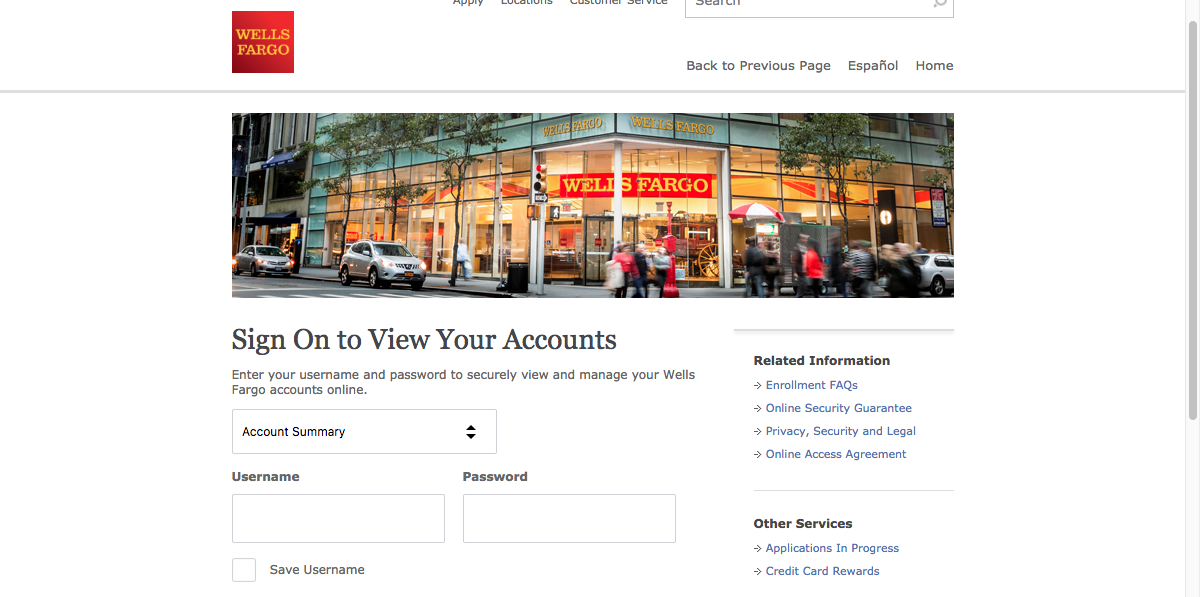 Apply Locations Customer Service Search
WELLS
FARGO
Back to Previous Page Español Home
WELLS FARGO WELLS FARGO
WELLS FARGO
Sign On to View Your Accounts
Enter your username and password to securely view and manage your Wells
Fargo accounts online.
Account Summary
Username Password
Save Username
Related Information
Enrollment FAQs
Online Security Guarantee
Privacy, Security and Legal
Online Access Agreement
Other Services
Applications In Progress
Credit Card Rewards